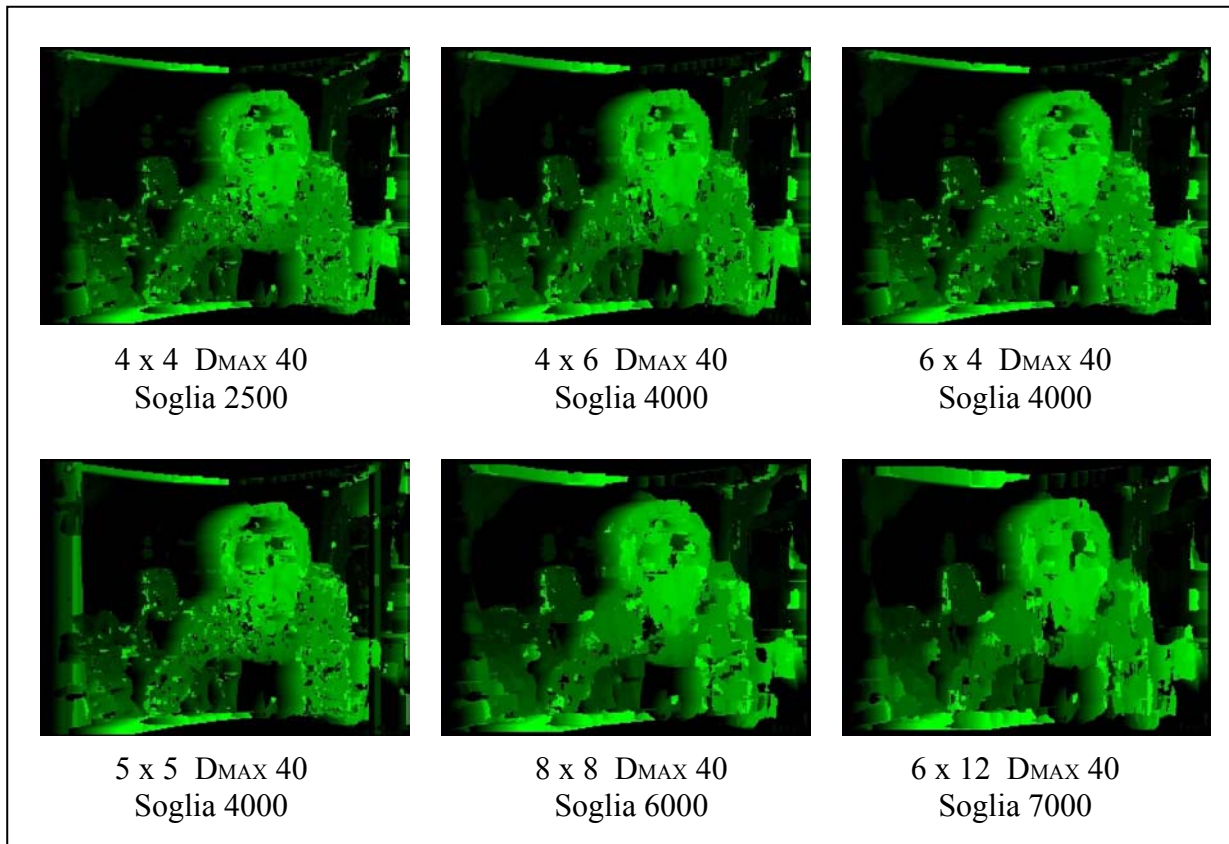 4 x 4 DMAX 40
Soglia 2500
4 x 6 DMAX 40
Soglia 4000
6 x 4 DMAX 40
Soglia 4000
5 x 5 DMAX 40
Soglia 4000
8 x 8 DMAX 40
Soglia 6000
6 x 12 DMAX 40
Soglia 7000